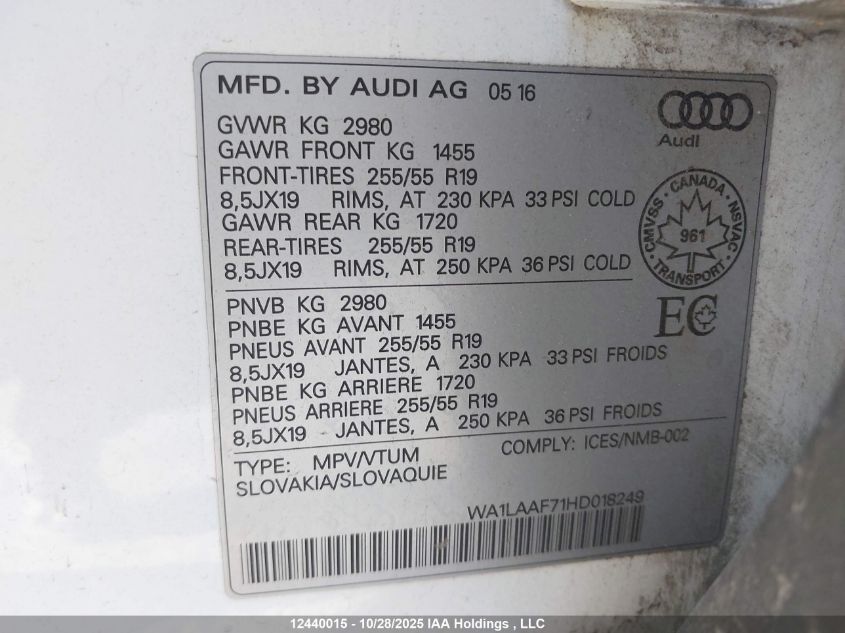 MFD. BY AUDI AG 05 16
Audi
GVWR KG 2980
GAWR FRONT KG 1455
FRONT-TIRES 255/55 R19
8,5JX19 RIMS, AT 230 KPA 33 PSI COLD
GAWR REAR KG 1720
REAR-TIRES 255/55 R19
8,5JX19 RIMS, AT 250 KPA 36 PSI COLD
CMVSS · CANADA · NSVAC
961
TRANSPORT
EC
PNVB KG 2980
PNBE KG AVANT 1455
PNEUS AVANT 255/55 R19
8,5JX19 JANTES, A 230 KPA 33 PSI FROIDS
PNBE KG ARRIERE 1720
PNEUS ARRIERE 255/55 R19
8,5JX19 JANTES, A 250 KPA 36 PSI FROIDS
TYPE: MPV/VTUM COMPLY: ICES/NMB-002
SLOVAKIA/SLOVAQUIE
WA1LAAF71HD018249
12440015 - 10/28/2025 IAA Holdings , LLC